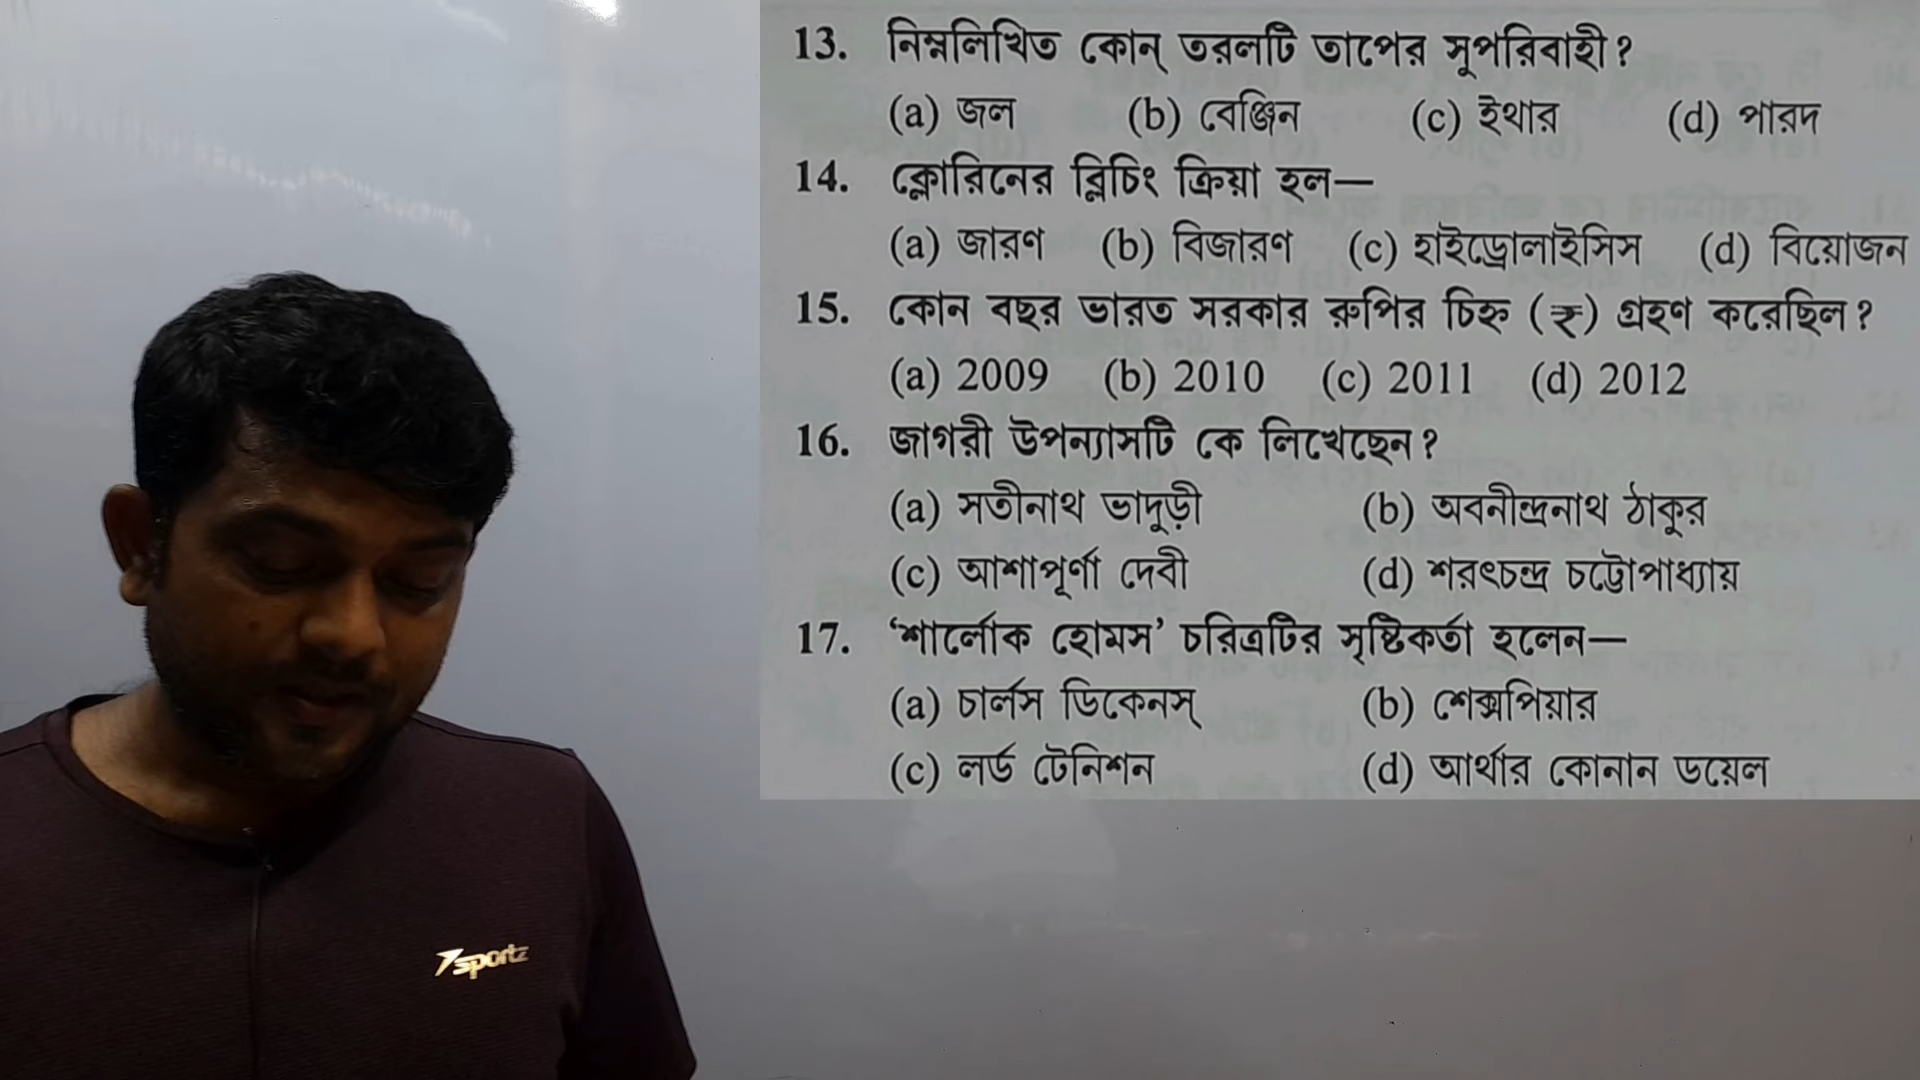 13. নিম্নলিখিত কোন্ তরলটি তাপের সুপরিবাহী?
(a) জল (b) বেঞ্জিন (c) ইথার (d) পারদ
14. ক্লোরিনের ব্লিচিং ক্রিয়া হল—
(a) জারণ (b) বিজারণ (c) হাইড্রোলাইসিস (d) বিয়োজন
15. কোন বছর ভারত সরকার রুপির চিহ্ন (₹) গ্রহণ করেছিল?
(a) 2009 (b) 2010 (c) 2011 (d) 2012
16. জাগরী উপন্যাসটি কে লিখেছেন?
(a) সতীনাথ ভাদুড়ী (b) অবনীন্দ্রনাথ ঠাকুর
(c) আশাপূর্ণা দেবী (d) শরৎচন্দ্র চট্টোপাধ্যায়
17. ‘শার্লোক হোমস’ চরিত্রটির সৃষ্টিকর্তা হলেন—
(a) চার্লস ডিকেনস্ (b) শেক্সপিয়ার
(c) লর্ড টেনিশন (d) আর্থার কোনান ডয়েল
7sportz